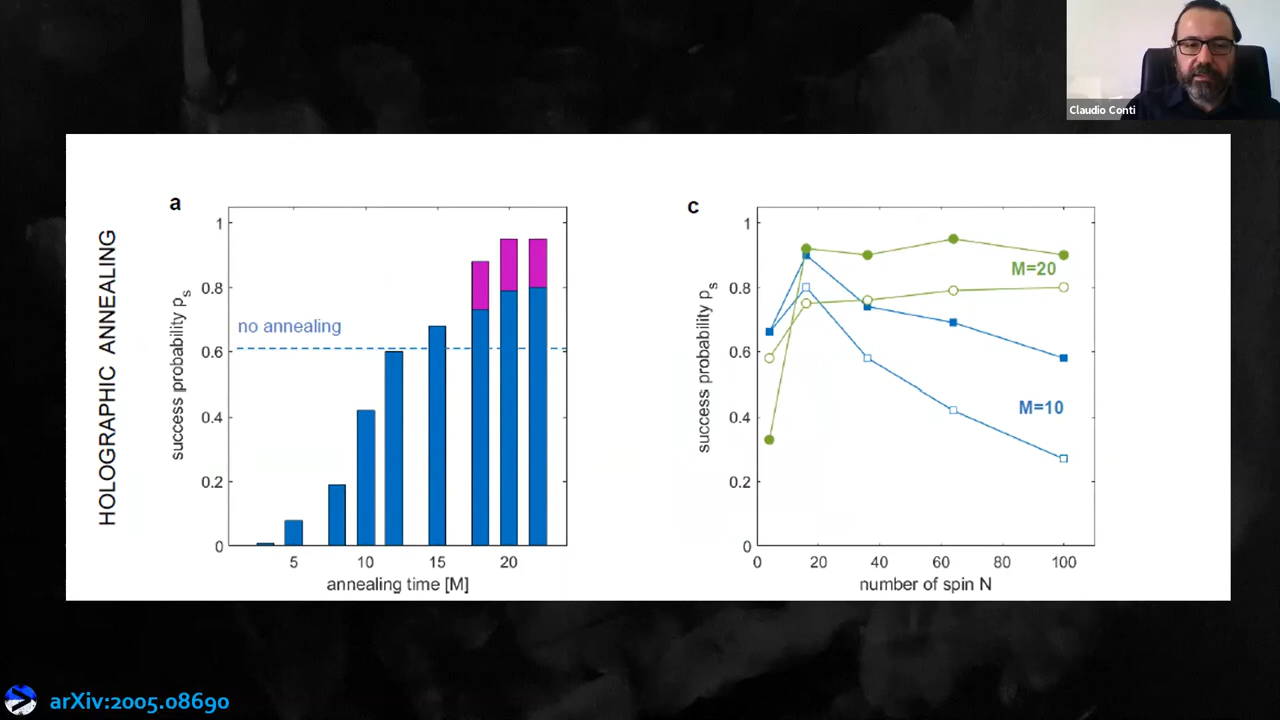 Claudio Conti
HOLOGRAPHIC ANNEALING
a
success probability ps
1
0.8
0.6
0.4
0.2
0
no annealing
5
10
15
20
annealing time [M]
c
success probability ps
1
0.8
0.6
0.4
0.2
0
M=20
M=10
0
20
40
60
80
100
number of spin N
arXiv:2005.08690